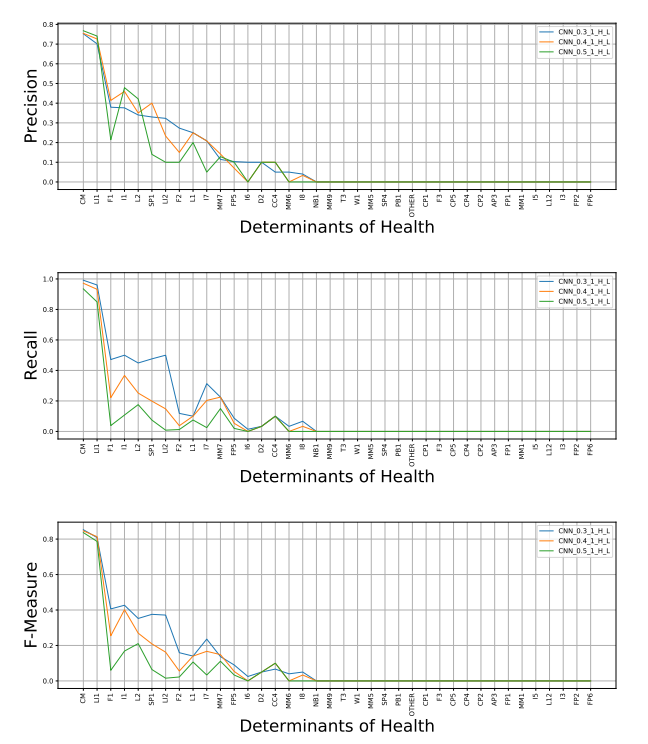 0.8
0.7
0.6
0.5
0.4
0.3
0.2
0.1
0.0
Precision
CNN_0.3_1_H_L
CNN_0.4_1_H_L
CNN_0.5_1_H_L
CM LI1 F1 I1 L2 SP1 LI2 F2 L1 I7 MM7 FP5 I6 D2 CC4 MM6 I8 NB1 MM9 T3 W1 MM5 SP4 PB1 OTHER CP1 F3 CP5 CP4 CP2 AP3 FP1 MM1 I5 L12 I3 FP2 FP6
Determinants of Health
1.0
0.8
0.6
0.4
0.2
0.0
Recall
CNN_0.3_1_H_L
CNN_0.4_1_H_L
CNN_0.5_1_H_L
CM LI1 F1 I1 L2 SP1 LI2 F2 L1 I7 MM7 FP5 I6 D2 CC4 MM6 I8 NB1 MM9 T3 W1 MM5 SP4 PB1 OTHER CP1 F3 CP5 CP4 CP2 AP3 FP1 MM1 I5 L12 I3 FP2 FP6
Determinants of Health
0.8
0.6
0.4
0.2
0.0
F-Measure
CNN_0.3_1_H_L
CNN_0.4_1_H_L
CNN_0.5_1_H_L
CM LI1 F1 I1 L2 SP1 LI2 F2 L1 I7 MM7 FP5 I6 D2 CC4 MM6 I8 NB1 MM9 T3 W1 MM5 SP4 PB1 OTHER CP1 F3 CP5 CP4 CP2 AP3 FP1 MM1 I5 L12 I3 FP2 FP6
Determinants of Health